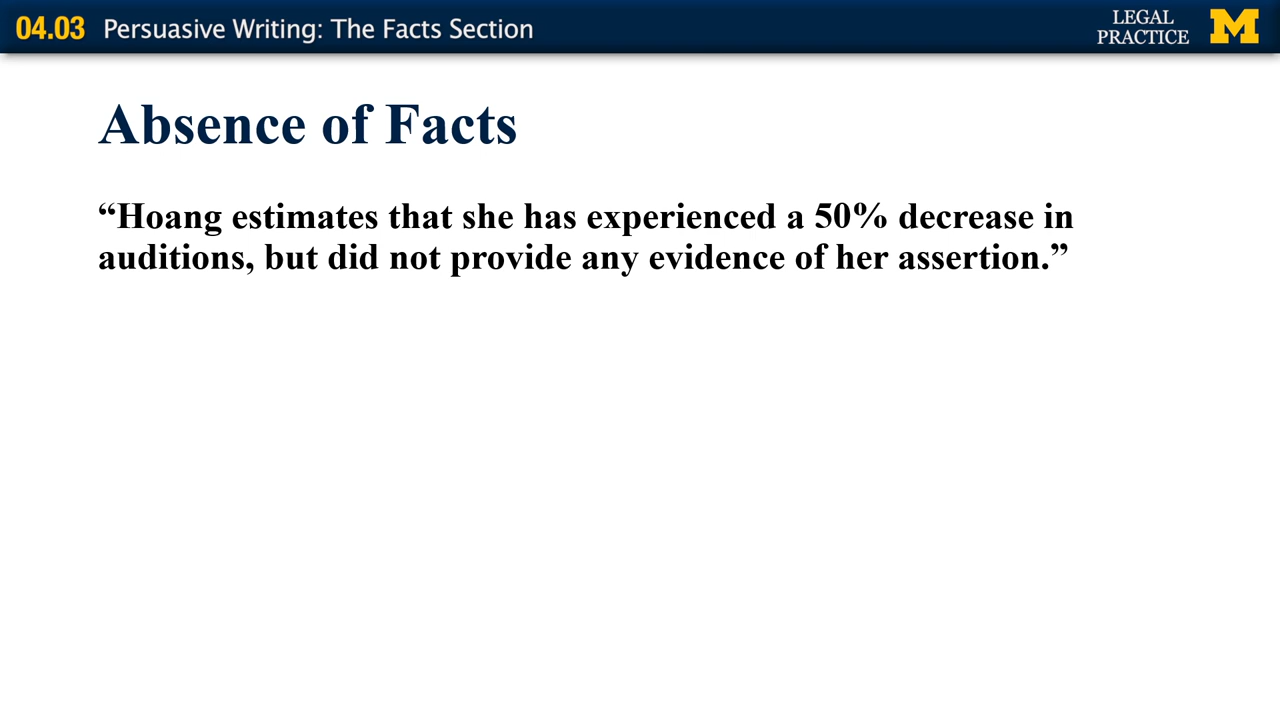 04.03 Persuasive Writing: The Facts Section
LEGAL
PRACTICE
M
Absence of Facts
“Hoang estimates that she has experienced a 50% decrease in
auditions, but did not provide any evidence of her assertion.”